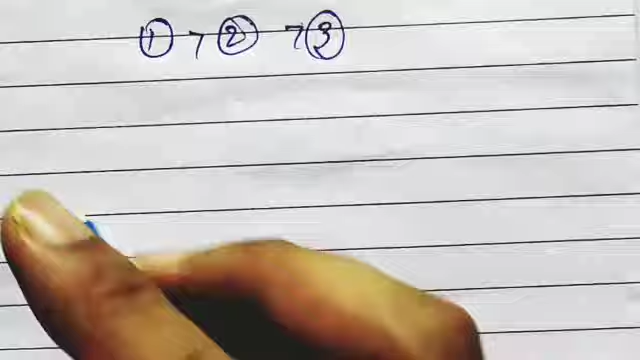 ① > ② > ③